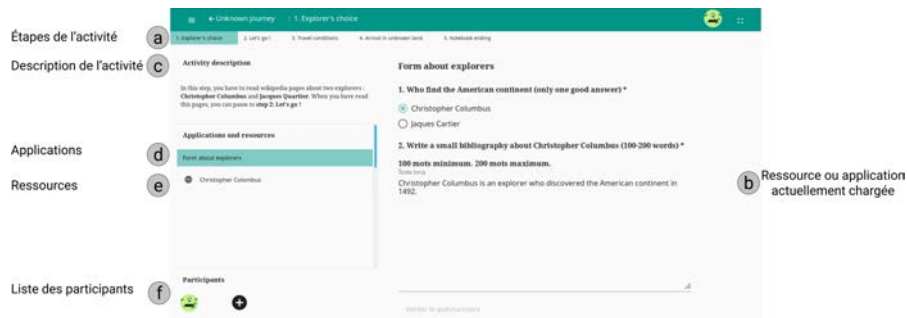 ← Unknown journey : 1. Explorer's choice
Étapes de l'activité
a
1. Explorer's choice
2. Let's go !
3. Travel conditions
4. Arrival in unknown land
5. Notebook ending
Description de l'activité
c
Activity description
In this step, you have to read wikipedia pages about two explorers :
Christopher Columbus and Jacques Quartier. When you have read
this pages, you can passe to step 2: Let's go !
Applications and resources
Applications
d
Form about explorers
Ressources
e
Christopher Columbus
Liste des participants
f
Participants
Form about explorers
1. Who find the American continent (only one good answer) *
Christopher Columbus
Jaques Cartier
2. Write a small bibliography about Christopher Columbus (100-200 words) *
100 mots minimum. 200 mots maximum.
Texte long
Christopher Columbus is an explorer who discovered the American continent in
1492.
Valider le questionnaire
b
Ressource ou application
actuellement chargée